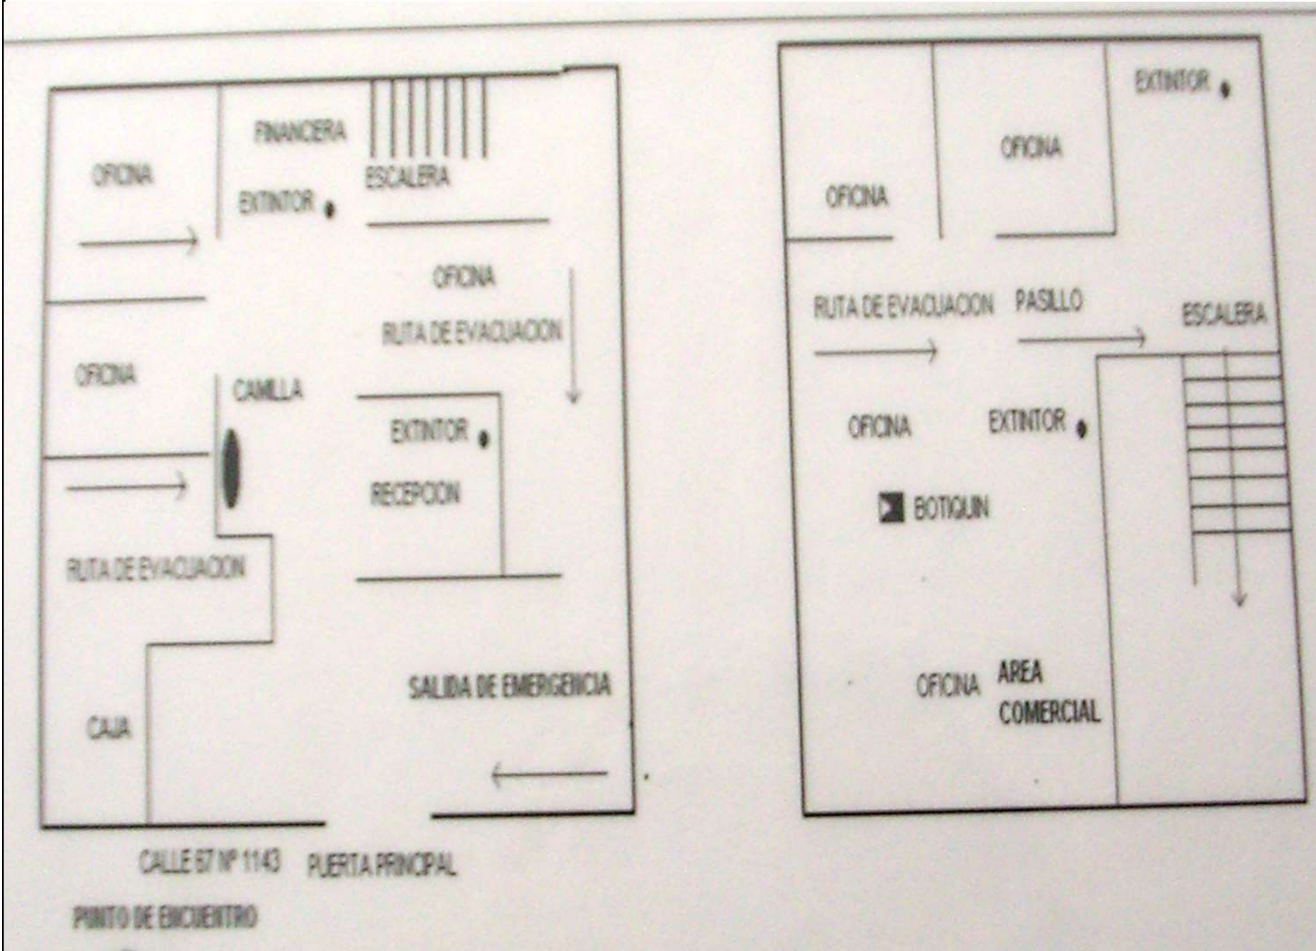 FINANCIERA
OFICINA
ESCALERA
EXTINTOR
OFICINA
RUTA DE EVACUACION
OFICINA
CAMILLA
EXTINTOR
RECEPCION
RUTA DE EVACUACION
SALIDA DE EMERGENCIA
CAJA
CALLE 67 Nº 1143
PUERTA PRINCIPAL
PUNTO DE ENCUENTRO
EXTINTOR
OFICINA
OFICINA
RUTA DE EVACUACION
PASILLO
ESCALERA
OFICINA
EXTINTOR
BOTIQUIN
OFICINA
AREA
COMERCIAL